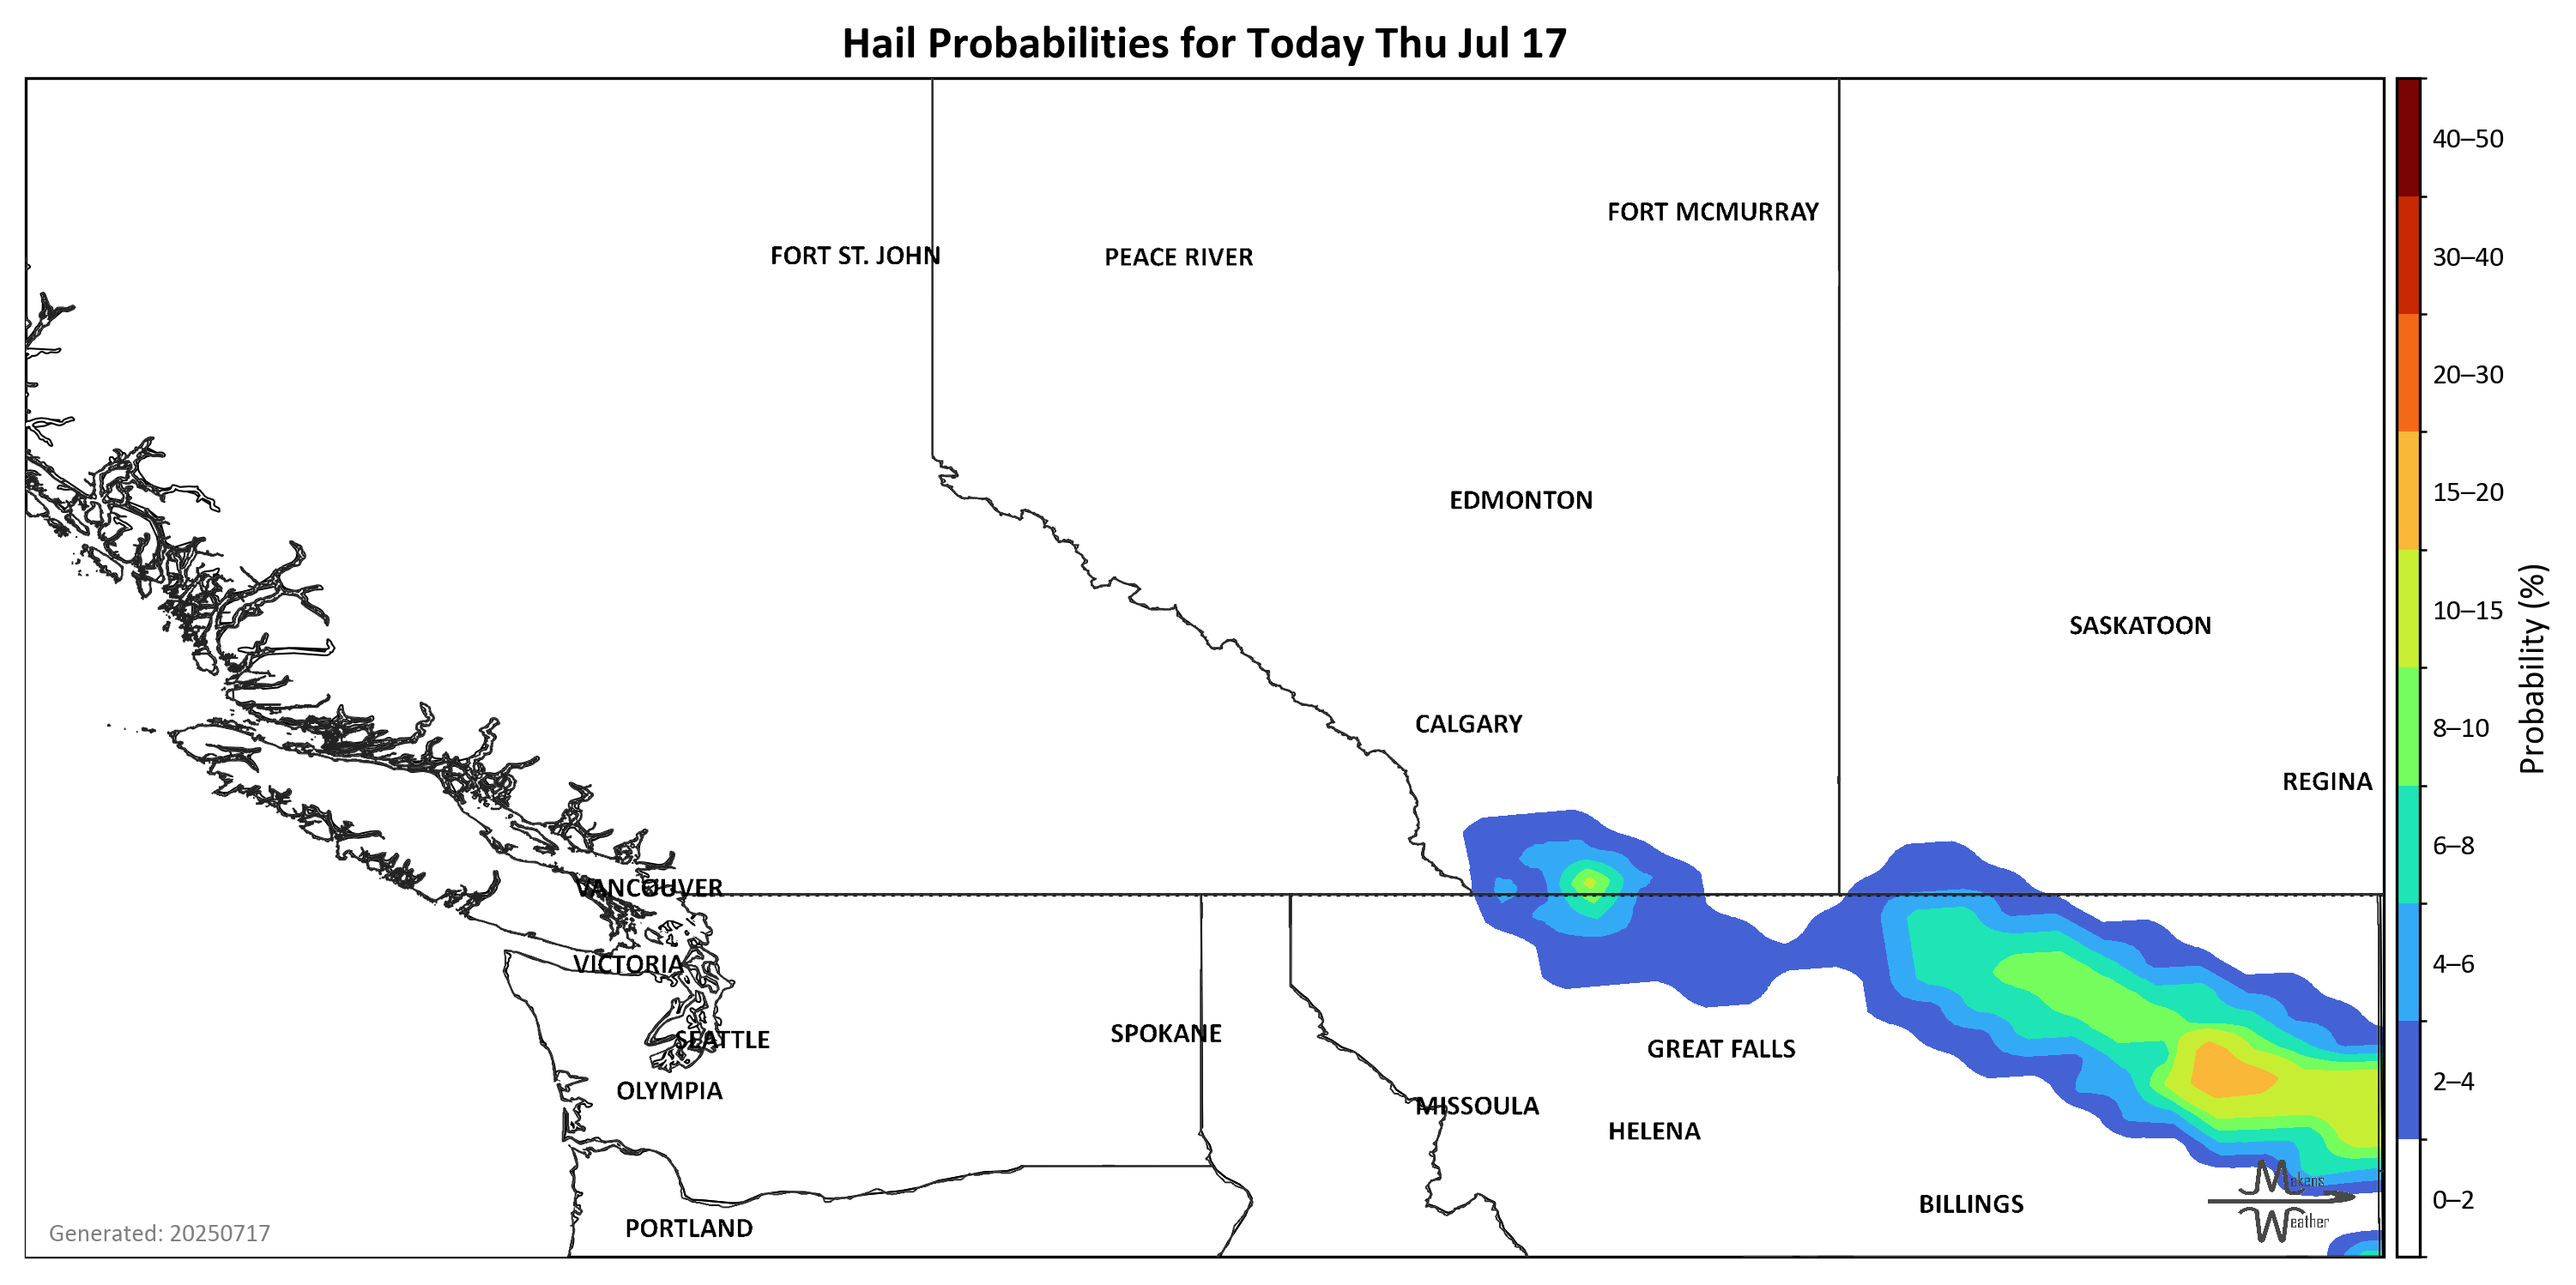 Hail Probabilities for Today Thu Jul 17
40–50
FORT MCMURRAY
FORT ST. JOHN
PEACE RIVER
30–40
20–30
EDMONTON
15–20
10–15
SASKATOON
Probability (%)
CALGARY
8–10
REGINA
6–8
VANCOUVER
VICTORIA
4–6
SEATTLE
SPOKANE
GREAT FALLS
OLYMPIA
2–4
MISSOULA
HELENA
Mckens
Weather
BILLINGS
0–2
PORTLAND
Generated: 20250717